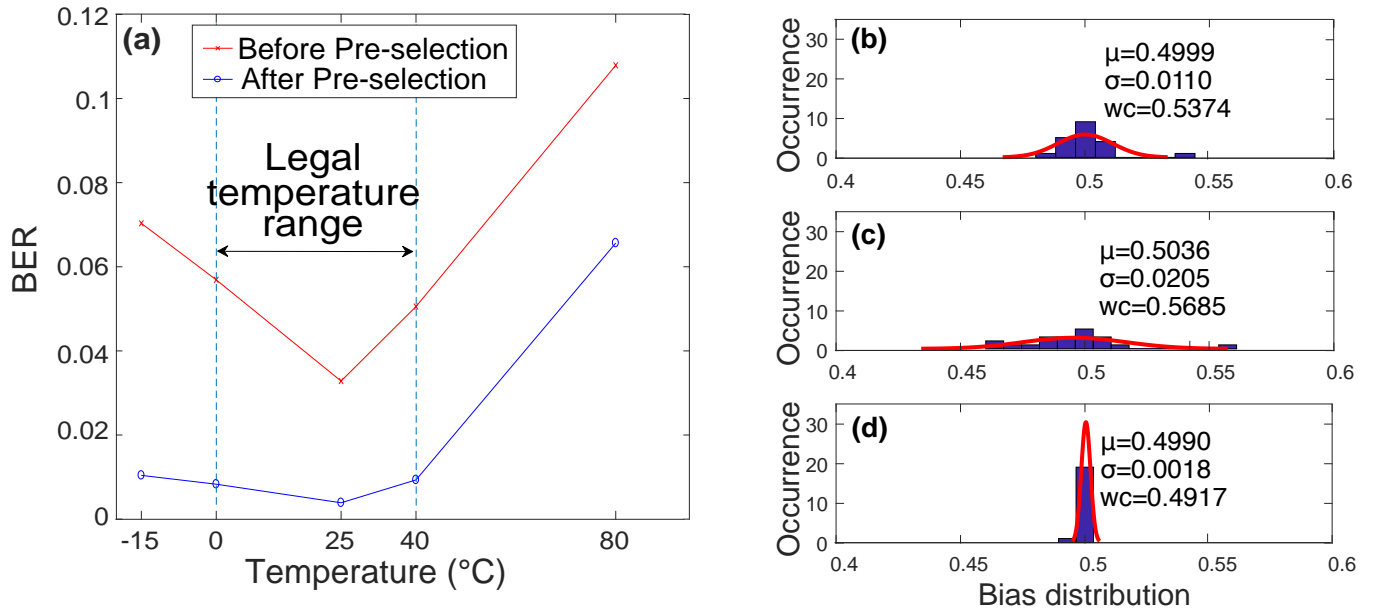 (a)
Before Pre-selection
After Pre-selection
Legal
temperature
range
BER
0.12
0.1
0.08
0.06
0.04
0.02
0
-15 0 25 40 80
Temperature (°C)
(b)
μ=0.4999
σ=0.0110
wc=0.5374
Occurrence
30
20
10
0
0.4 0.45 0.5 0.55 0.6
(c)
μ=0.5036
σ=0.0205
wc=0.5685
Occurrence
30
20
10
0
0.4 0.45 0.5 0.55 0.6
(d)
μ=0.4990
σ=0.0018
wc=0.4917
Occurrence
30
20
10
0
0.4 0.45 0.5 0.55 0.6
Bias distribution